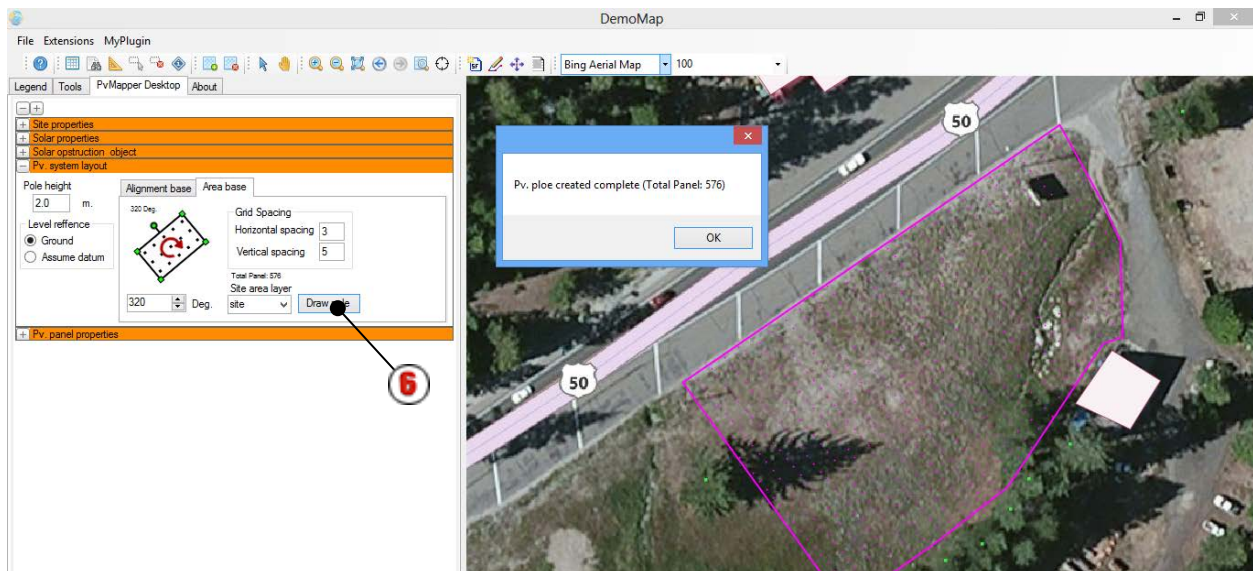 DemoMap
File Extensions MyPlugin
Bing Aerial Map 100
Legend Tools PvMapper Desktop About
Site properties
Solar properties
Solar opstruction object
Pv. system layout
Pole height
2.0 m.
Level reffence
Ground
Assume datum
Alignment base Area base
320 Deg.
Grid Spacing
Horizontal spacing 3
Vertical spacing 5
Total Panel: 576
Site area layer
320 Deg. site Draw
Pv. panel properties
6
Pv. ploe created complete (Total Panel: 576)
OK
50
50